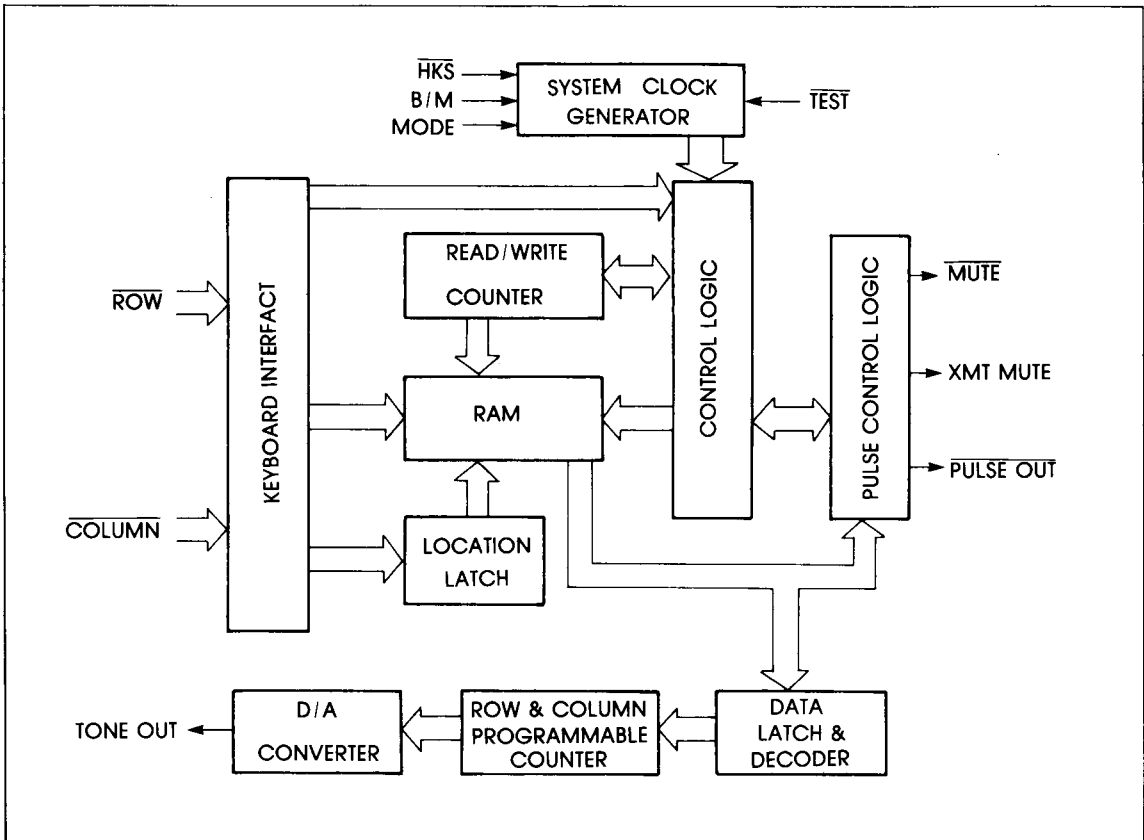 HKS
B/M
MODE
SYSTEM CLOCK
GENERATOR
TEST
ROW
COLUMN
KEYBOARD INTERFACT
READ/WRITE
COUNTER
RAM
LOCATION
LATCH
CONTROL LOGIC
PULSE CONTROL LOGIC
MUTE
XMT MUTE
PULSE OUT
TONE OUT
D/A
CONVERTER
ROW & COLUMN
PROGRAMMABLE
COUNTER
DATA
LATCH &
DECODER